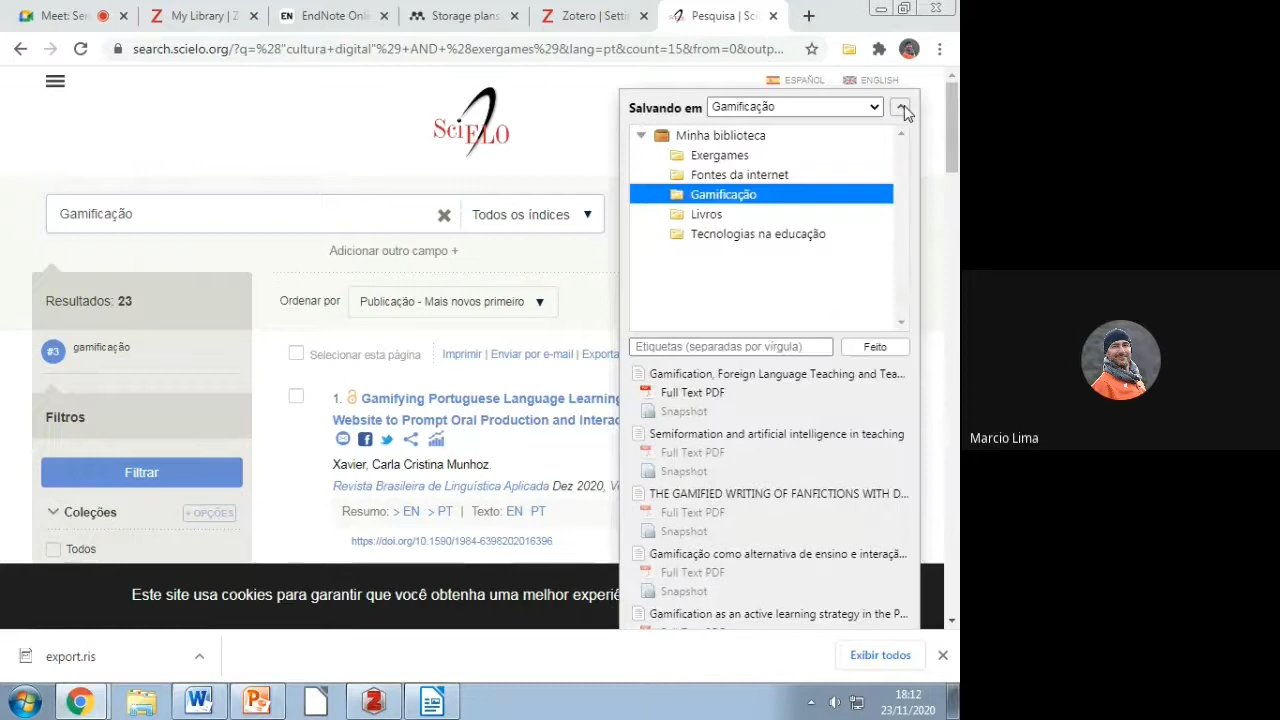 Meet: Sen
My Library | Z
EN EndNote Online
Storage plans
Zotero | Setti
Pesquisa | Sci
search.scielo.org/?q=%28"cultura+digital"%29+AND+%28exergames%29&lang=pt&count=15&from=0&outp...
ESPAÑOL
ENGLISH
SciELO
Gamificação
Todos os índices
Adicionar outro campo +
Resultados: 23
#3 gamificação
Filtros
Filtrar
Coleções
+ OPÇÕES
Todos
Ordenar por
Publicação - Mais novos primeiro
Selecionar esta página
Imprimir | Enviar por e-mail | Exporta
1. Gamifying Portuguese Language Learning
Website to Prompt Oral Production and Interac
Xavier, Carla Cristina Munhoz.
Revista Brasileira de Linguística Aplicada Dez 2020, V
Resumo: > EN > PT | Texto: EN PT
https://doi.org/10.1590/1984-6398202016396
Este site usa cookies para garantir que você obtenha uma melhor experiê
Salvando em
Gamificação
Minha biblioteca
Exergames
Fontes da internet
Gamificação
Livros
Tecnologias na educação
Etiquetas (separadas por vírgula)
Feito
Gamification, Foreign Language Teaching and Tea...
Full Text PDF
Snapshot
Semiformation and artificial intelligence in teaching
Full Text PDF
Snapshot
THE GAMIFIED WRITING OF FANFICTIONS WITH D...
Full Text PDF
Snapshot
Gamificação como alternativa de ensino e interaçã...
Full Text PDF
Snapshot
Gamification as an active learning strategy in the P...
export.ris
Exibir todos
18:12
23/11/2020
Marcio Lima